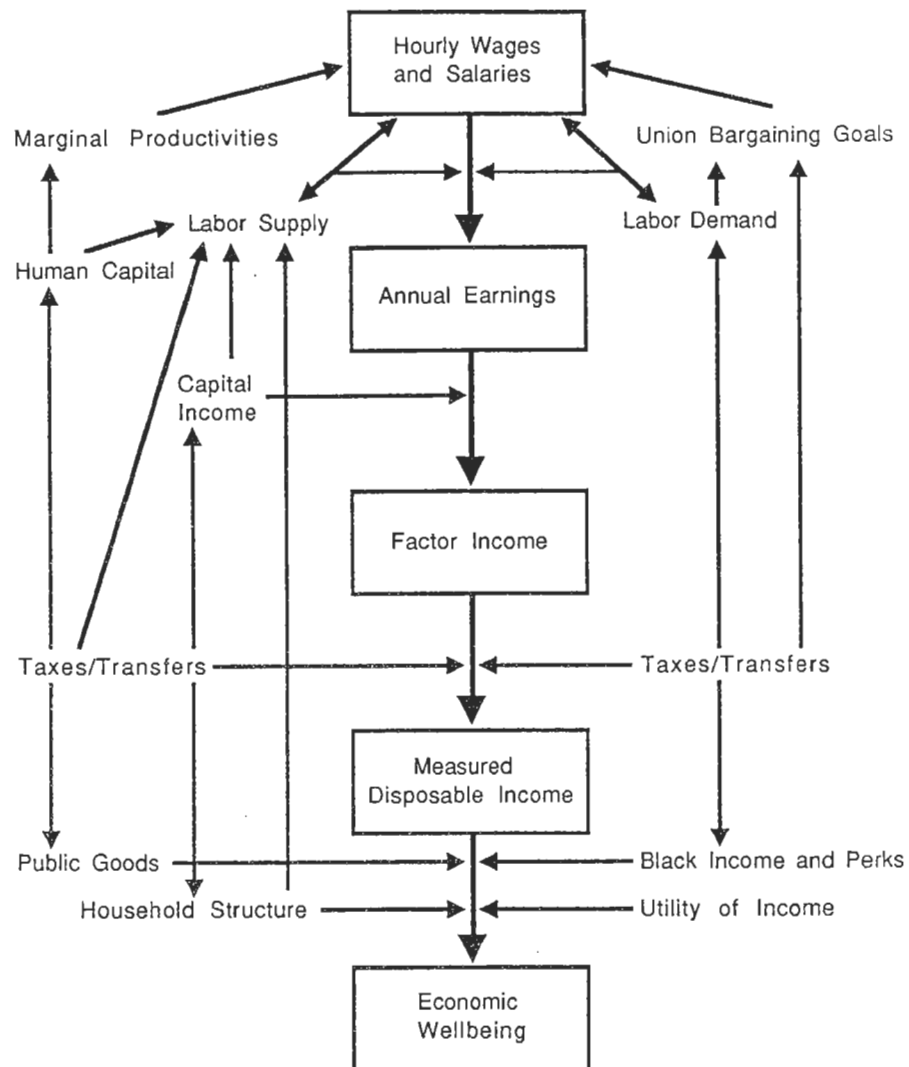 Hourly Wages
and Salaries
Marginal Productivities
Union Bargaining Goals
Labor Supply
Labor Demand
Human Capital
Annual Earnings
Capital
Income
Factor Income
Taxes/Transfers
Taxes/Transfers
Measured
Disposable Income
Public Goods
Black Income and Perks
Household Structure
Utility of Income
Economic
Wellbeing